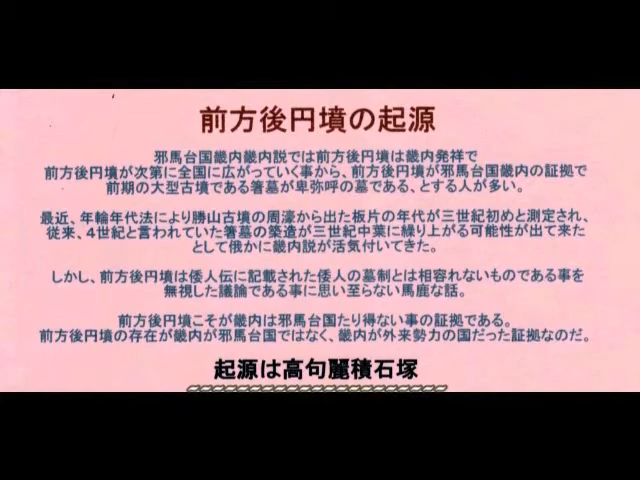 前方後円墳の起源
邪馬台国畿内畿内説では前方後円墳は畿内発祥で
前方後円墳が次第に全国に広がっていく事から、前方後円墳が邪馬台国畿内の証拠で
前期の大型古墳である箸墓が卑弥呼の墓である、とする人が多い。
最近、年輪年代法により勝山古墳の周濠から出た板片の年代が三世紀初めと測定され、
従来、４世紀と言われていた箸墓の築造が三世紀中葉に繰り上がる可能性が出て来た
として俄かに畿内説が活気付いてきた。
しかし、前方後円墳は倭人伝に記載された倭人の墓制とは相容れないものである事を
無視した議論である事に思い至らない馬鹿な話。
前方後円墳こそが畿内は邪馬台国たり得ない事の証拠である。
前方後円墳の存在が畿内が邪馬台国ではなく、畿内が外来勢力の国だった証拠なのだ。
起源は高句麗積石塚